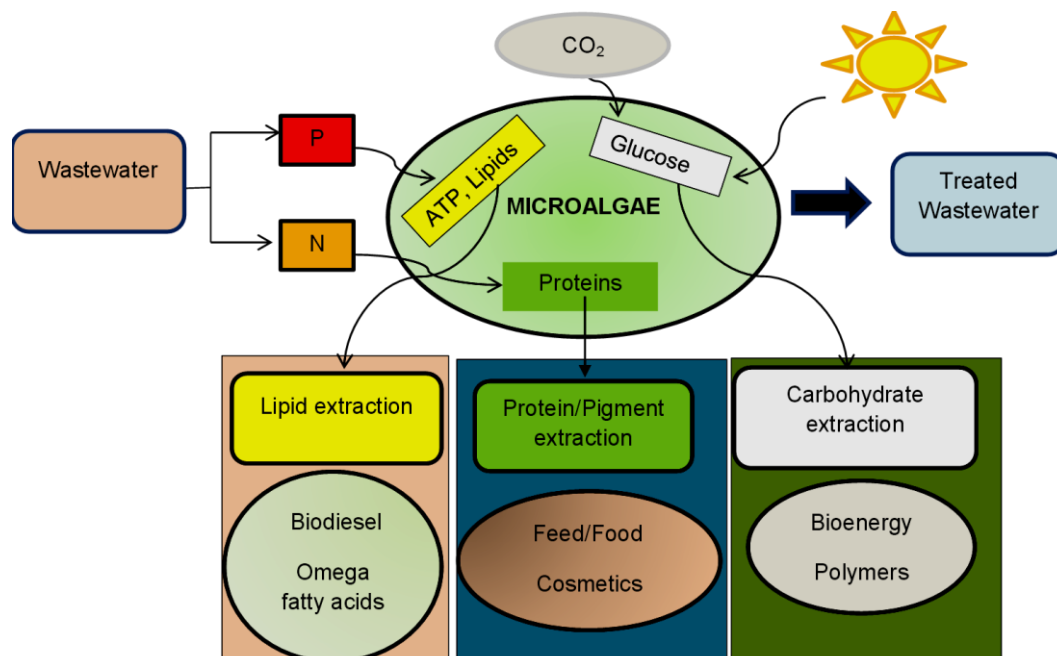 CO₂
Wastewater
P
N
ATP, Lipids
Glucose
MICROALGAE
Proteins
Treated
Wastewater
Lipid extraction
Protein/Pigment
extraction
Carbohydrate
extraction
Biodiesel
Omega
fatty acids
Feed/Food
Cosmetics
Bioenergy
Polymers